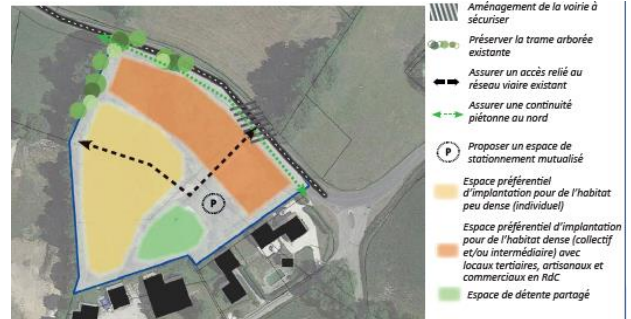 Aménagement de la voirie à
sécuriser
Préserver la trame arborée
existante
Assurer un accès relié au
réseau viaire existant
Assurer une continuité
piétonne au nord
P
Proposer un espace de
stationnement mutualisé
Espace préférentiel
d'implantation pour de l'habitat
peu dense (individuel)
Espace préférentiel d'implantation
pour de l'habitat dense (collectif
et/ou intermédiaire) avec
locaux tertiaires, artisanaux et
commerciaux en RdC
Espace de détente partagé
P